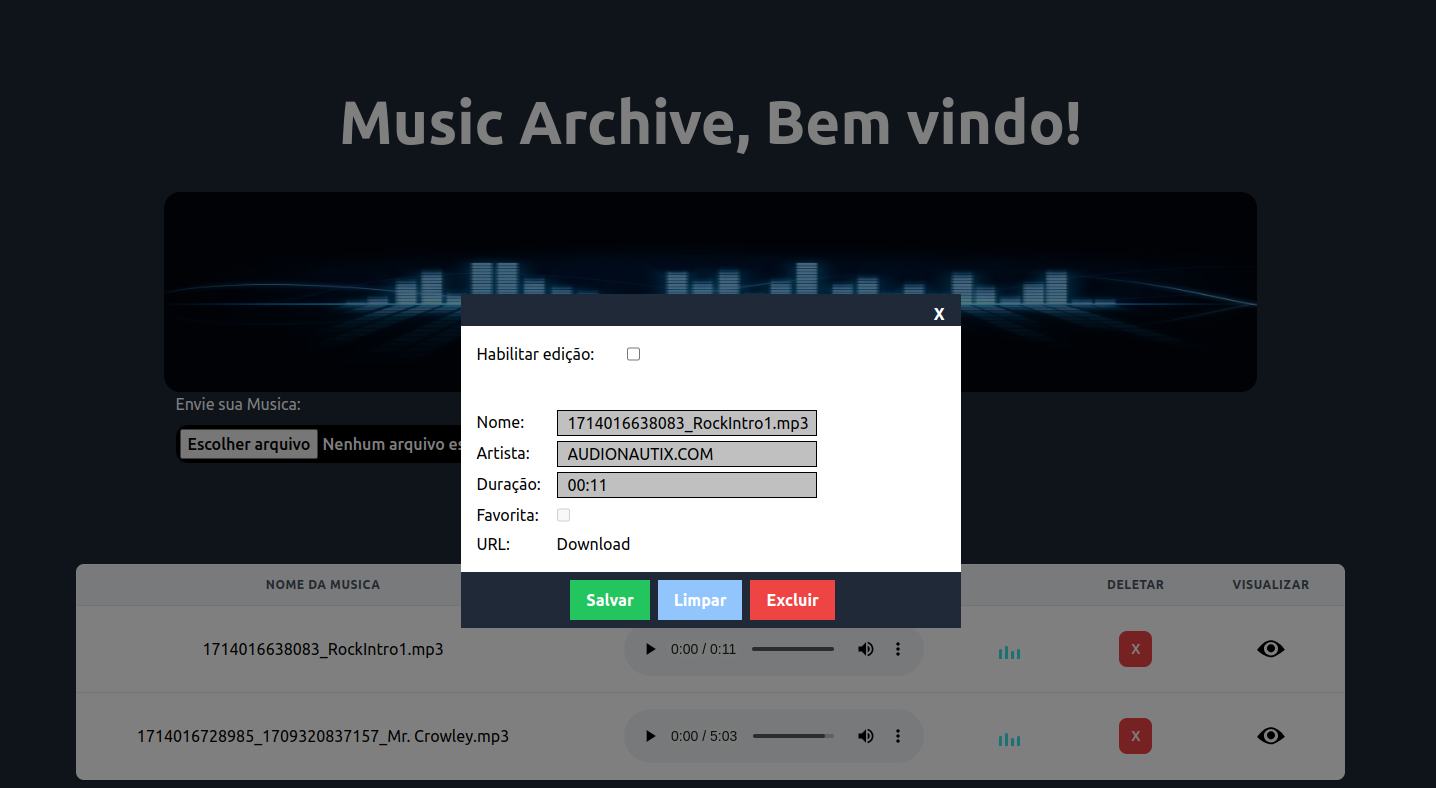 Music Archive, Bem vindo!
X
Habilitar edição:
Nome: 1714016638083_RockIntro1.mp3
Artista: AUDIONAUTIX.COM
Duração: 00:11
Favorita:
URL: Download
Salvar Limpar Excluir
Envie sua Musica:
Escolher arquivo Nenhum arquivo es
NOME DA MUSICA DELETAR VISUALIZAR
1714016638083_RockIntro1.mp3 0:00 / 0:11 X
1714016728985_1709320837157_Mr. Crowley.mp3 0:00 / 5:03 X